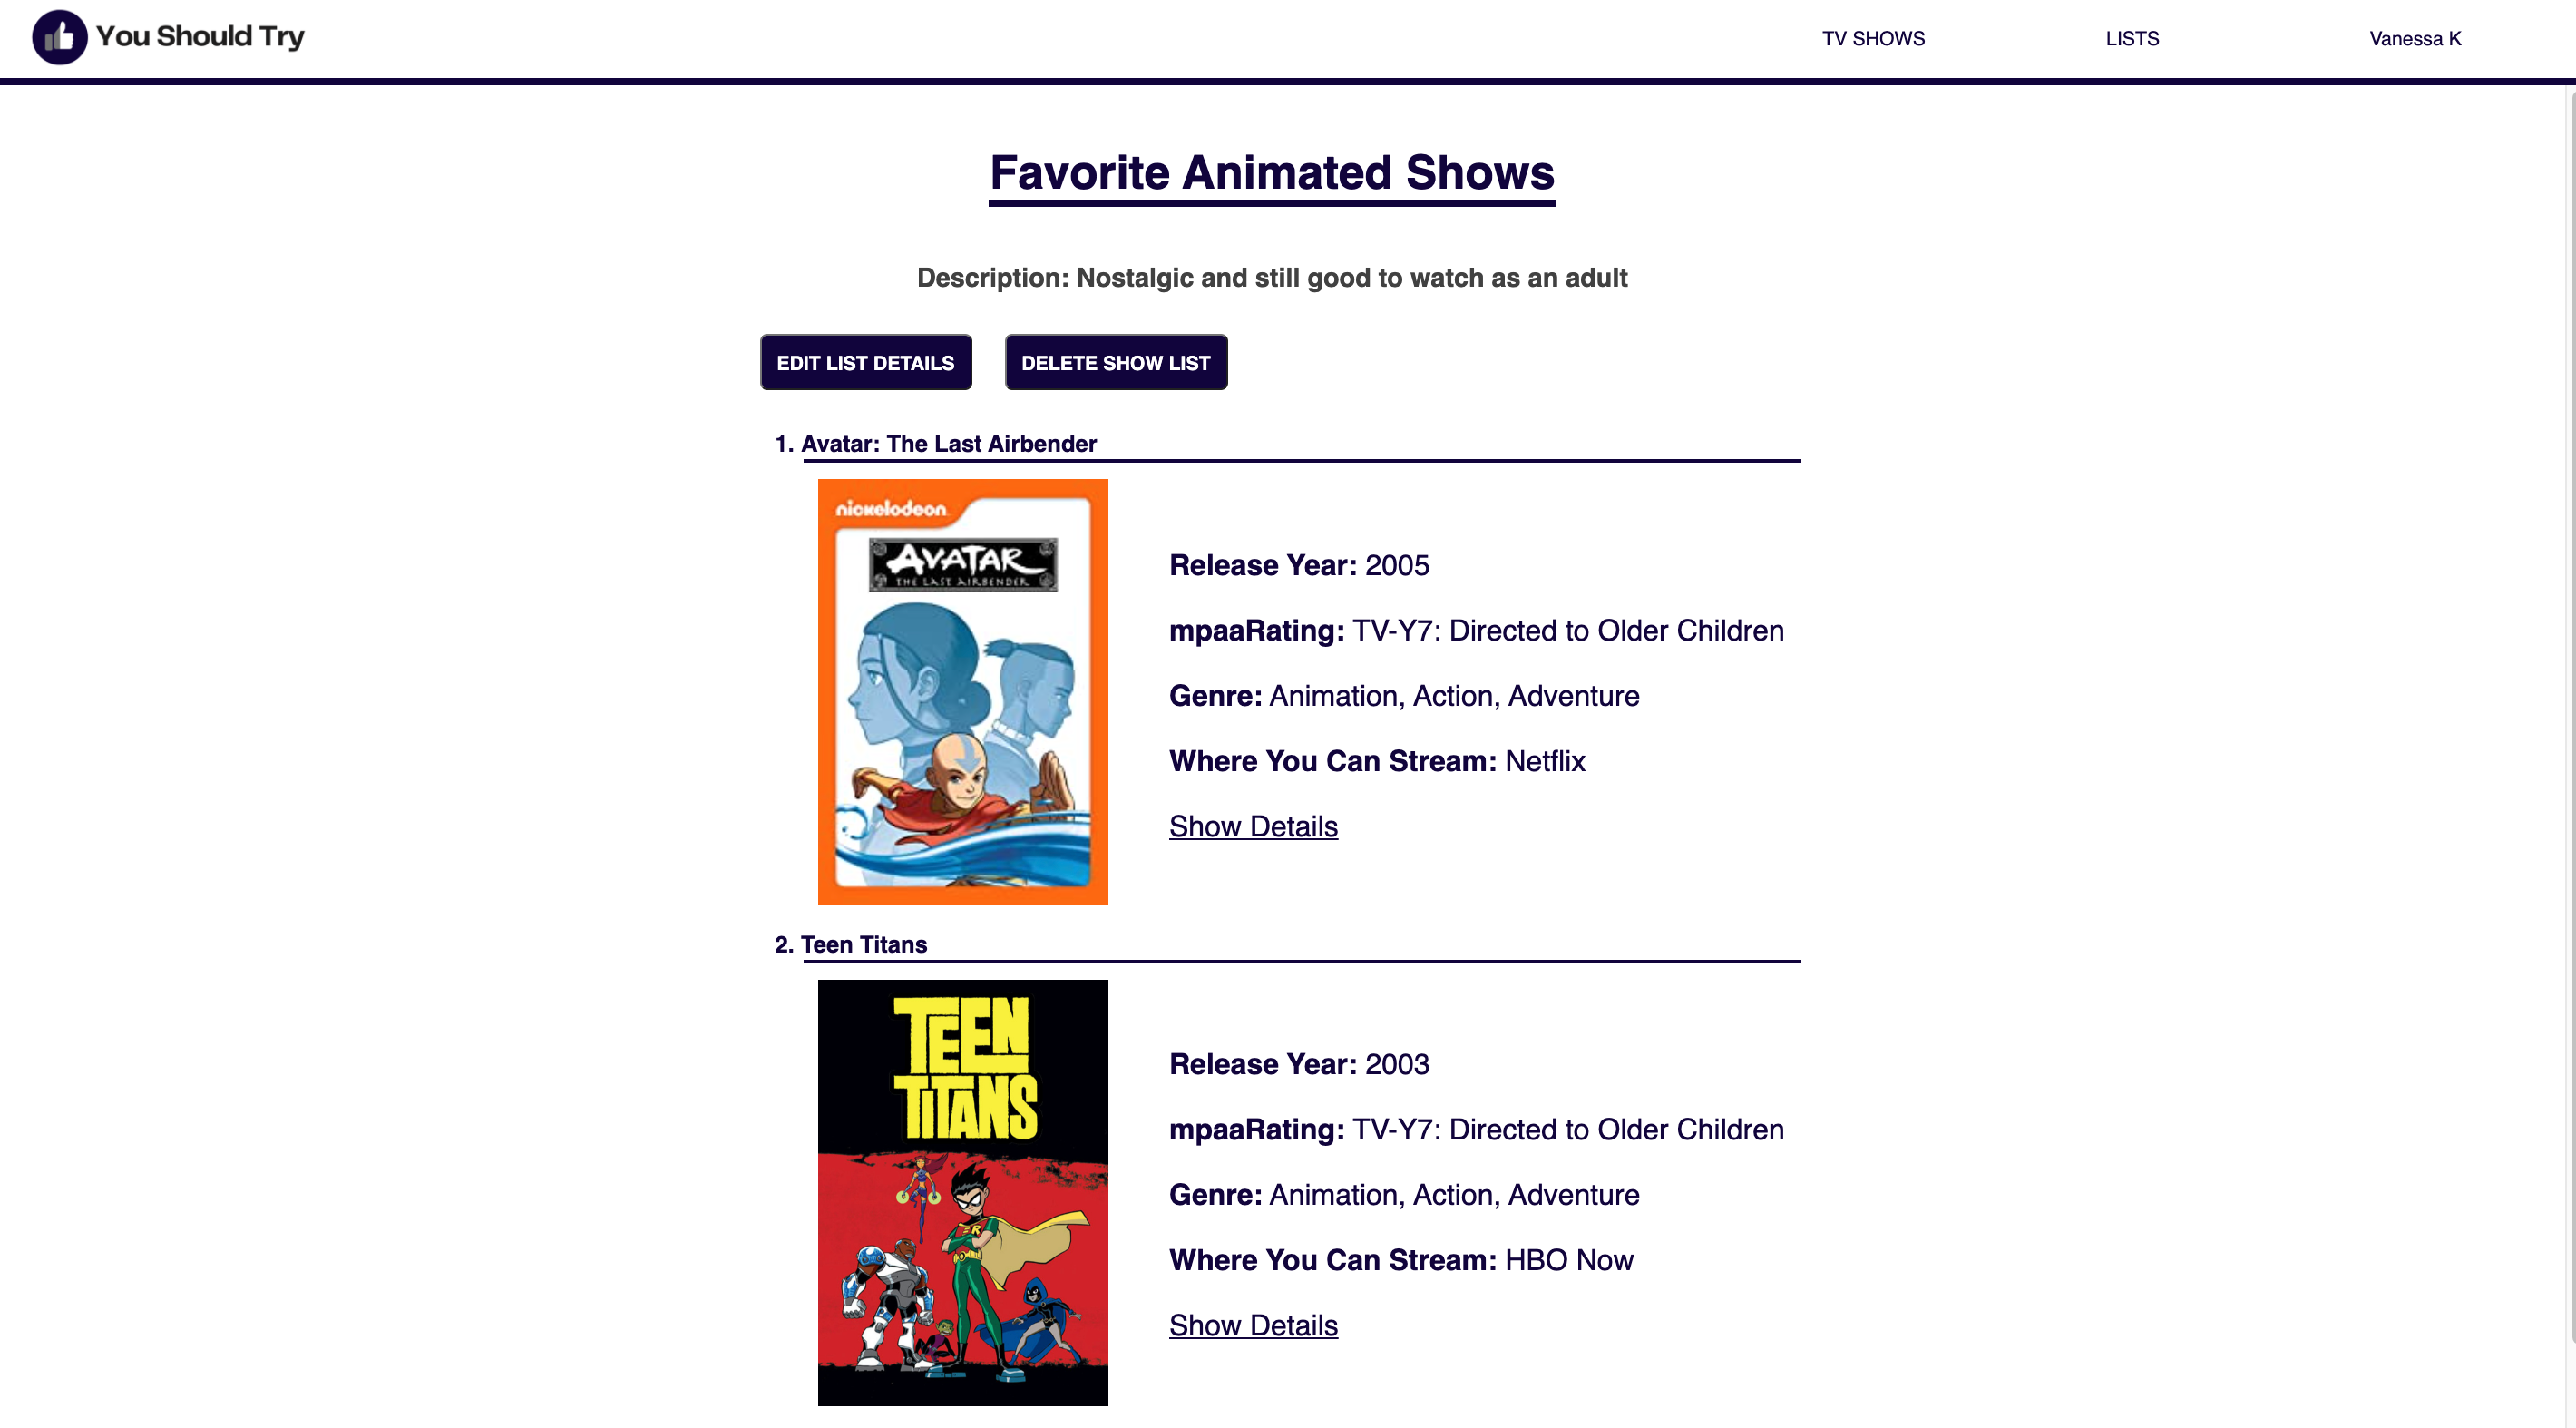 You Should Try
TV SHOWS
LISTS
Vanessa K
Favorite Animated Shows
Description: Nostalgic and still good to watch as an adult
EDIT LIST DETAILS
DELETE SHOW LIST
1. Avatar: The Last Airbender
nickelodeon
AVATAR
THE LAST AIRBENDER
Release Year: 2005
mpaaRating: TV-Y7: Directed to Older Children
Genre: Animation, Action, Adventure
Where You Can Stream: Netflix
Show Details
2. Teen Titans
TEEN
TITANS
R
Release Year: 2003
mpaaRating: TV-Y7: Directed to Older Children
Genre: Animation, Action, Adventure
Where You Can Stream: HBO Now
Show Details